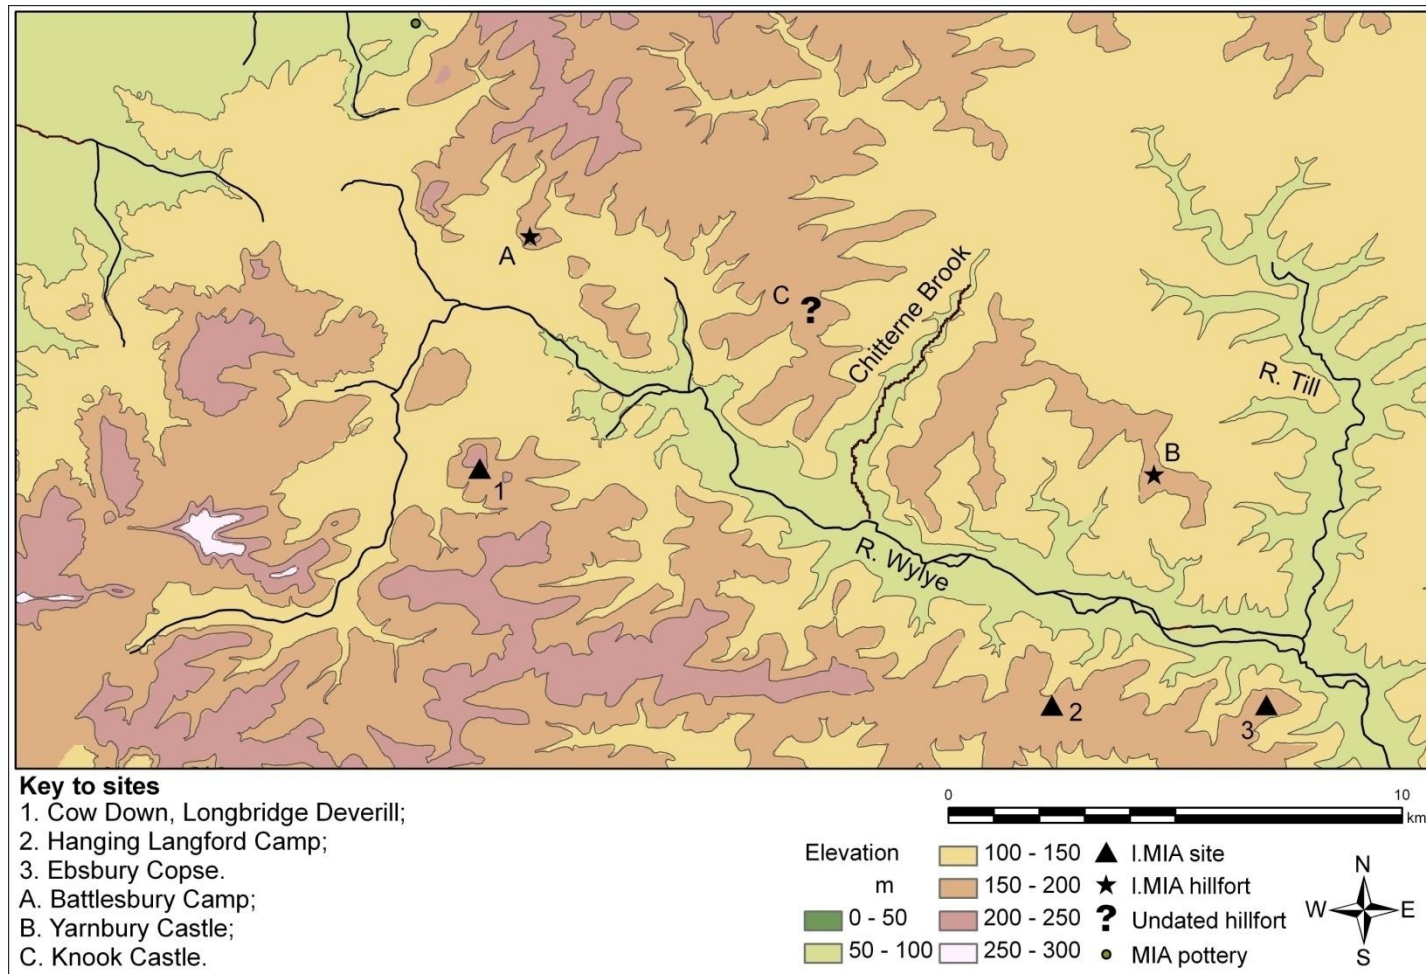 A
C
Chitterne Brook
R. Till
B
1
R. Wylye
2
3
Key to sites
1. Cow Down, Longbridge Deverill;
2. Hanging Langford Camp;
3. Ebsbury Copse.
A. Battlesbury Camp;
B. Yarnbury Castle;
C. Knook Castle.
0 10
km
Elevation
m
0 - 50
50 - 100
100 - 150
150 - 200
200 - 250
250 - 300
l.MIA site
l.MIA hillfort
? Undated hillfort
MIA pottery
N
W E
S